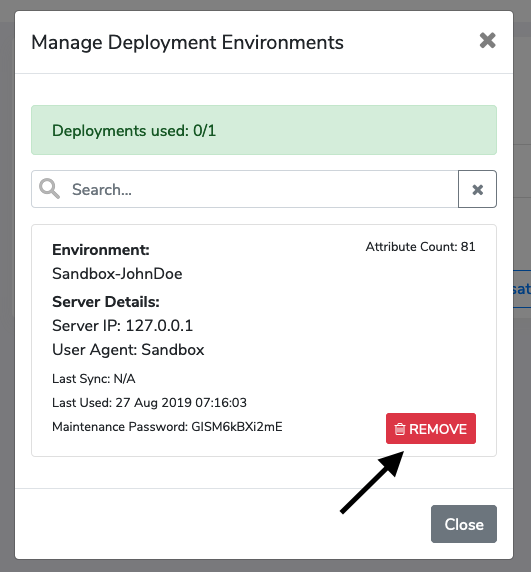 Manage Deployment Environments
Deployments used: 0/1
Search...
Environment:
Attribute Count: 81
Sandbox-JohnDoe
Server Details:
Server IP: 127.0.0.1
User Agent: Sandbox
Last Sync: N/A
Last Used: 27 Aug 2019 07:16:03
Maintenance Password: GISM6kBXi2mE
REMOVE
Close